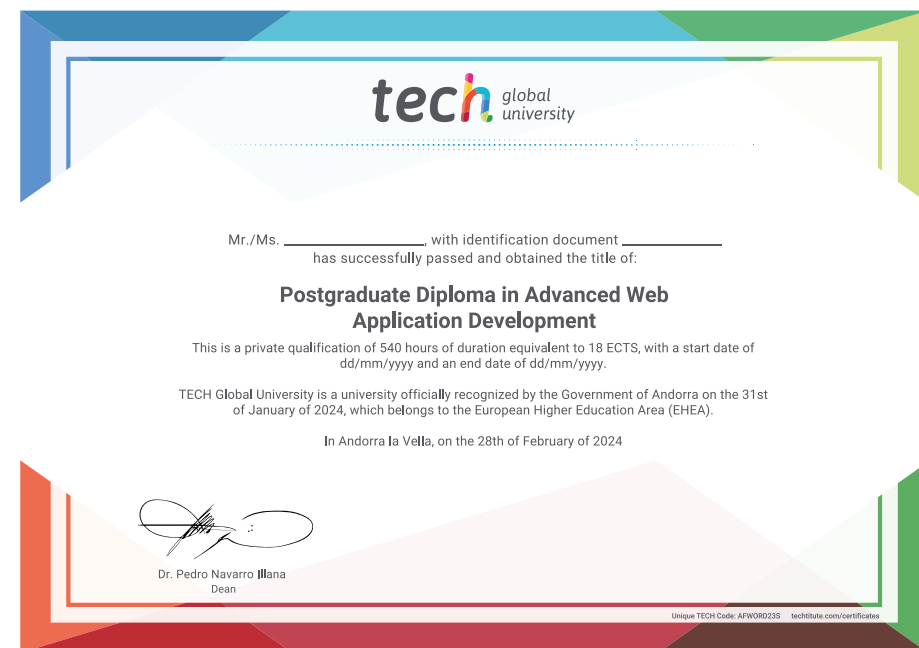 tech global
university
Mr./Ms. ____________, with identification document ____________
has successfully passed and obtained the title of:
Postgraduate Diploma in Advanced Web
Application Development
This is a private qualification of 540 hours of duration equivalent to 18 ECTS, with a start date of
dd/mm/yyyy and an end date of dd/mm/yyyy.
TECH Global University is a university officially recognized by the Government of Andorra on the 31st
of January of 2024, which belongs to the European Higher Education Area (EHEA).
In Andorra la Vella, on the 28th of February of 2024
Dr. Pedro Navarro Illana
Dean
Unique TECH Code: AFWORD23S techtitute.com/certificates